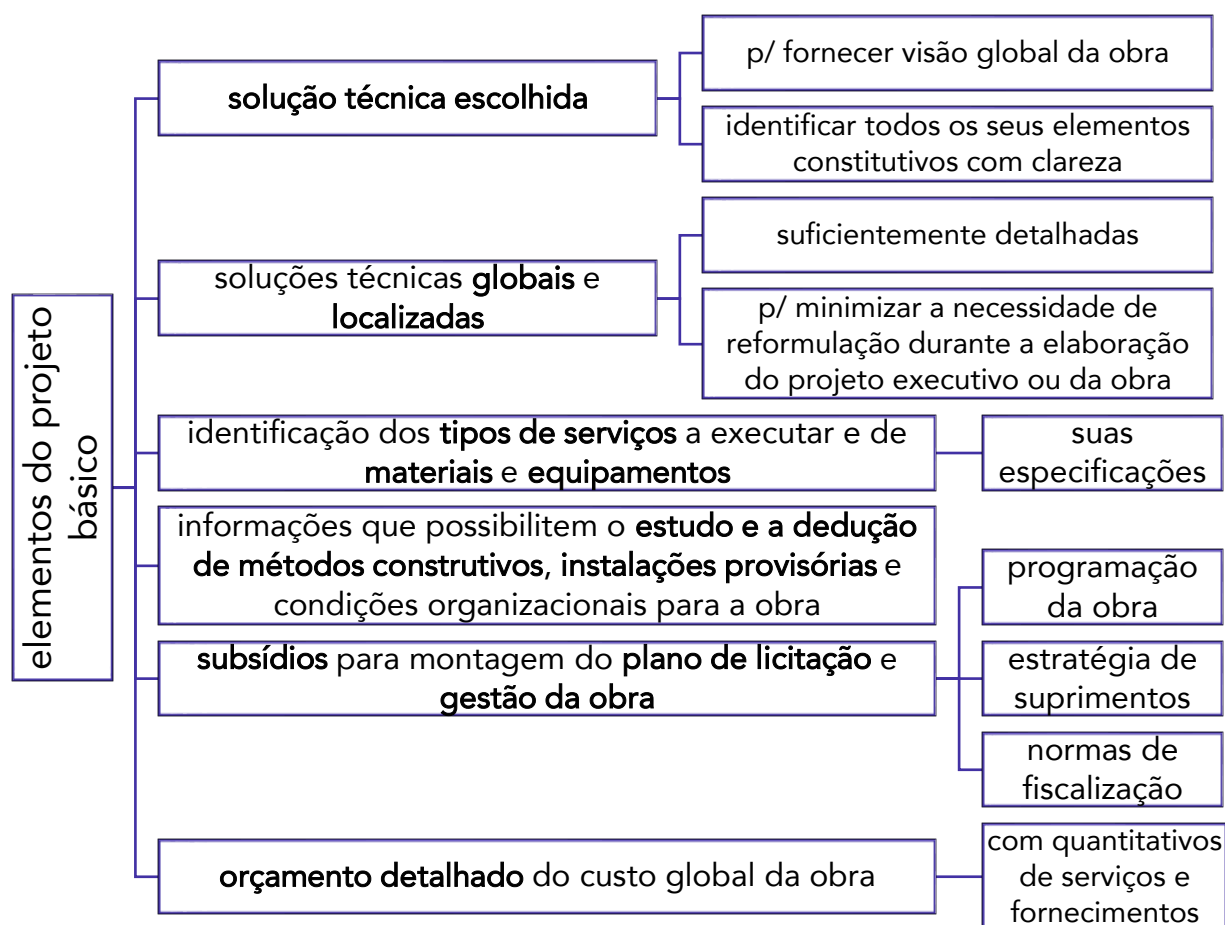 elementos do projeto
básico
solução técnica escolhida
p/ fornecer visão global da obra
identificar todos os seus elementos
constitutivos com clareza
soluções técnicas globais e
localizadas
suficientemente detalhadas
p/ minimizar a necessidade de
reformulação durante a elaboração
do projeto executivo ou da obra
identificação dos tipos de serviços a executar e de
materiais e equipamentos
suas
especificações
informações que possibilitem o estudo e a dedução
de métodos construtivos, instalações provisórias e
condições organizacionais para a obra
subsídios para montagem do plano de licitação e
gestão da obra
programação
da obra
estratégia de
suprimentos
normas de
fiscalização
orçamento detalhado do custo global da obra
com quantitativos
de serviços e
fornecimentos